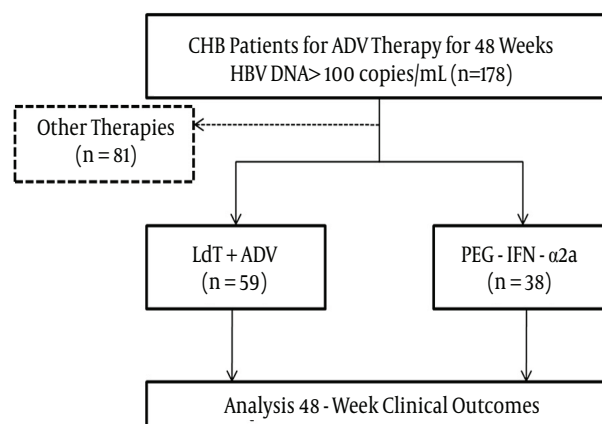 CHB Patients for ADV Therapy for 48 Weeks
HBV DNA> 100 copies/mL (n=178)
Other Therapies
(n = 81)
LdT + ADV
(n = 59)
PEG - IFN - α2a
(n = 38)
Analysis 48 - Week Clinical Outcomes